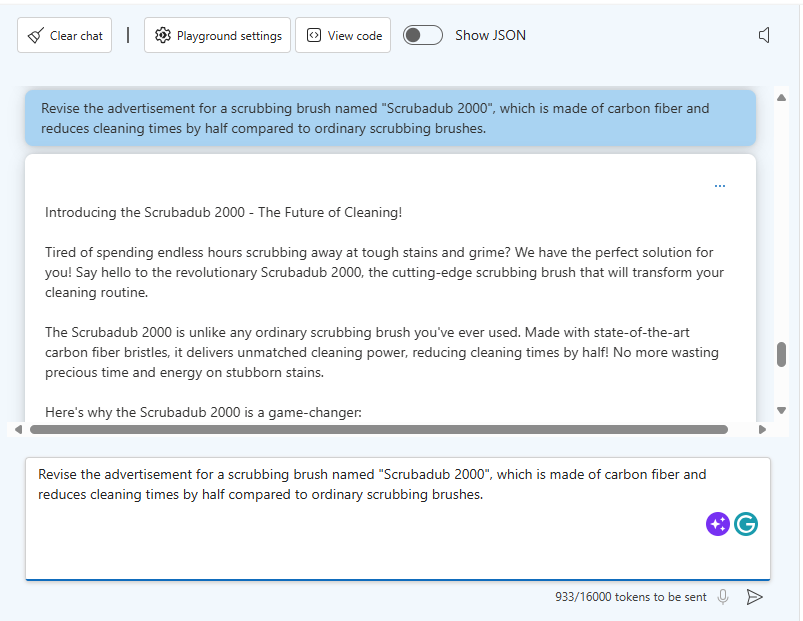 Clear chat
Playground settings
View code
Show JSON
Revise the advertisement for a scrubbing brush named "Scrubadub 2000", which is made of carbon fiber and
reduces cleaning times by half compared to ordinary scrubbing brushes.
...
Introducing the Scrubadub 2000 - The Future of Cleaning!
Tired of spending endless hours scrubbing away at tough stains and grime? We have the perfect solution for
you! Say hello to the revolutionary Scrubadub 2000, the cutting-edge scrubbing brush that will transform your
cleaning routine.
The Scrubadub 2000 is unlike any ordinary scrubbing brush you've ever used. Made with state-of-the-art
carbon fiber bristles, it delivers unmatched cleaning power, reducing cleaning times by half! No more wasting
precious time and energy on stubborn stains.
Here's why the Scrubadub 2000 is a game-changer:
Revise the advertisement for a scrubbing brush named "Scrubadub 2000", which is made of carbon fiber and
reduces cleaning times by half compared to ordinary scrubbing brushes.
933/16000 tokens to be sent